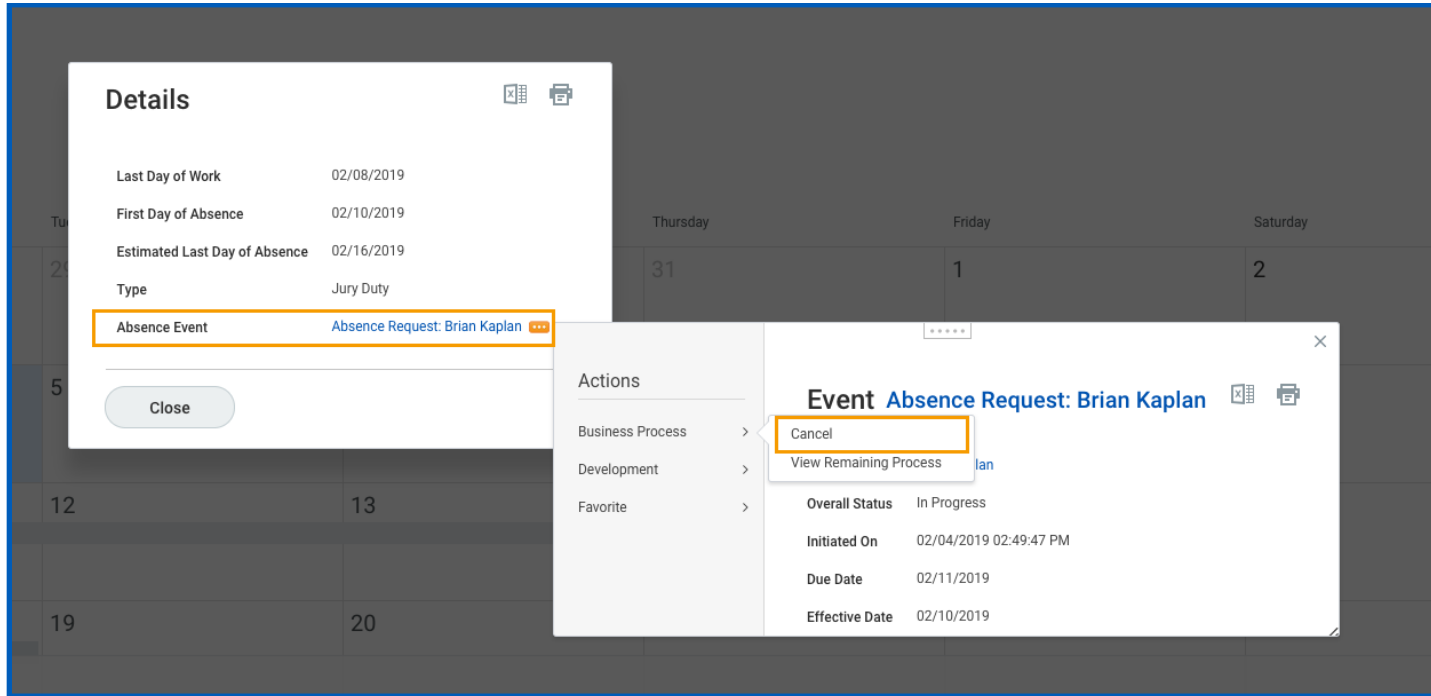 Details
Last Day of Work 02/08/2019
First Day of Absence 02/10/2019
Estimated Last Day of Absence 02/16/2019
Type Jury Duty
Absence Event Absence Request: Brian Kaplan
Close
Tu
Thursday
Friday
Saturday
29
31
1
2
5
12
13
19
20
Actions
Business Process
Development
Favorite
Cancel
View Remaining Process
Event Absence Request: Brian Kaplan
lan
Overall Status In Progress
Initiated On 02/04/2019 02:49:47 PM
Due Date 02/11/2019
Effective Date 02/10/2019